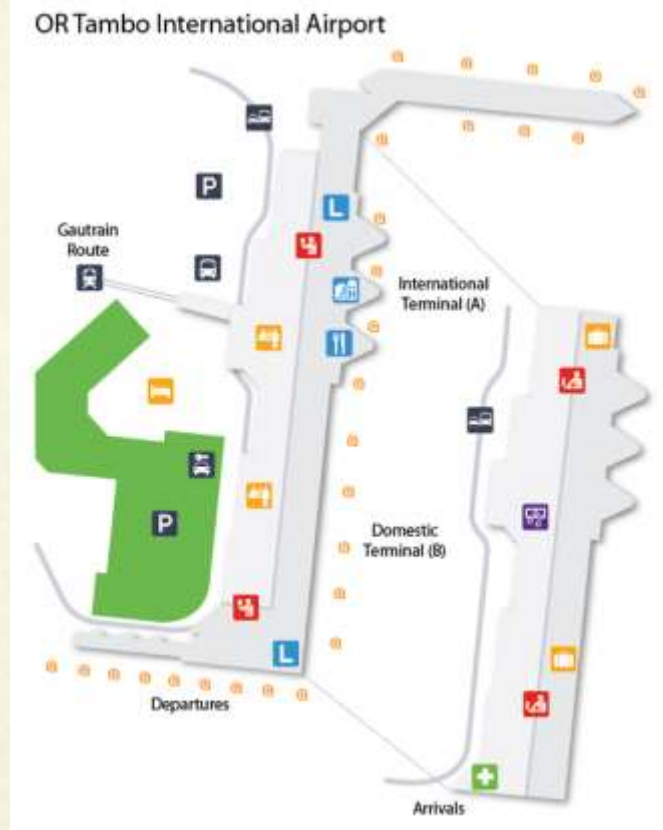 OR Tambo International Airport
P
Gautrain
Route
L
International
Terminal (A)
P
Domestic
Terminal (B)
L
Departures
Arrivals